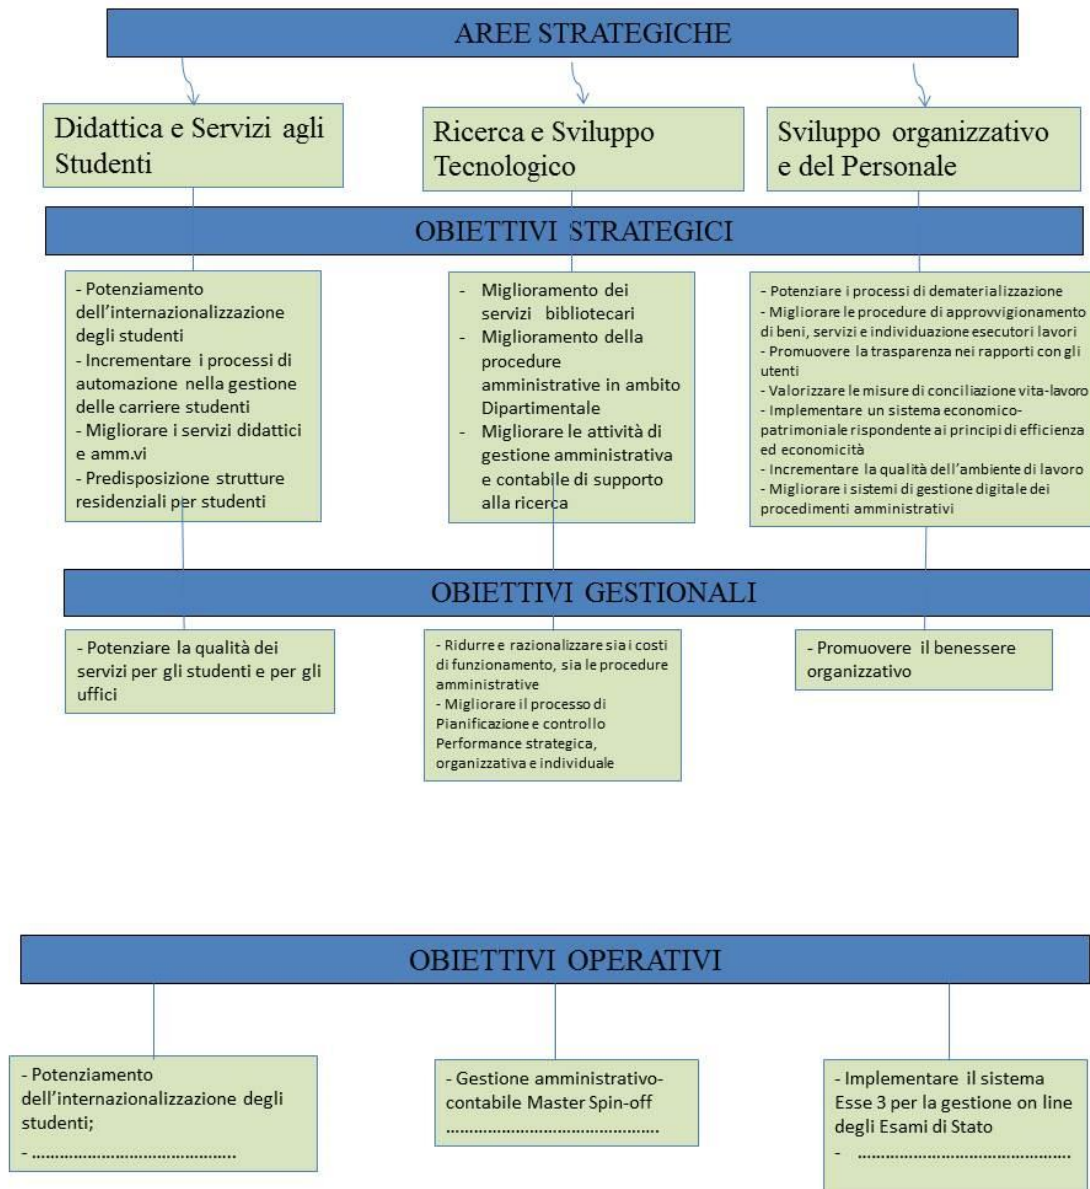 AREE STRATEGICHE
Didattica e Servizi agli
Studenti
Ricerca e Sviluppo
Tecnologico
Sviluppo organizzativo
e del Personale
OBIETTIVI STRATEGICI
- Potenziamento
dell'internazionalizzazione
degli studenti
- Incrementare i processi di
automazione nella gestione
delle carriere studenti
- Migliorare i servizi didattici
e amm.vi
- Predisposizione strutture
residenziali per studenti
- Miglioramento dei
servizi bibliotecari
- Miglioramento della
procedure
amministrative in ambito
Dipartimentale
- Migliorare le attività di
gestione amministrativa
e contabile di supporto
alla ricerca
- Potenziare i processi di dematerializzazione
- Migliorare le procedure di approvvigionamento
di beni, servizi e individuazione esecutori lavori
- Promuovere la trasparenza nei rapporti con gli
utenti
- Valorizzare le misure di conciliazione vita-lavoro
- Implementare un sistema economico-
patrimoniale rispondente ai principi di efficienza
ed economicità
- Incrementare la qualità dell'ambiente di lavoro
- Migliorare i sistemi di gestione digitale dei
procedimenti amministrativi
OBIETTIVI GESTIONALI
- Potenziare la qualità dei
servizi per gli studenti e per gli
uffici
- Ridurre e razionalizzare sia i costi
di funzionamento, sia le procedure
amministrative
- Migliorare il processo di
Pianificazione e controllo
Performance strategica,
organizzativa e individuale
- Promuovere il benessere
organizzativo
OBIETTIVI OPERATIVI
- Potenziamento
dell'internazionalizzazione degli
studenti;
- ……………………………………..
- Gestione amministrativo-
contabile Master Spin-off
……………………………………….
- Implementare il sistema
Esse 3 per la gestione on line
degli Esami di Stato
- ……………………………………….